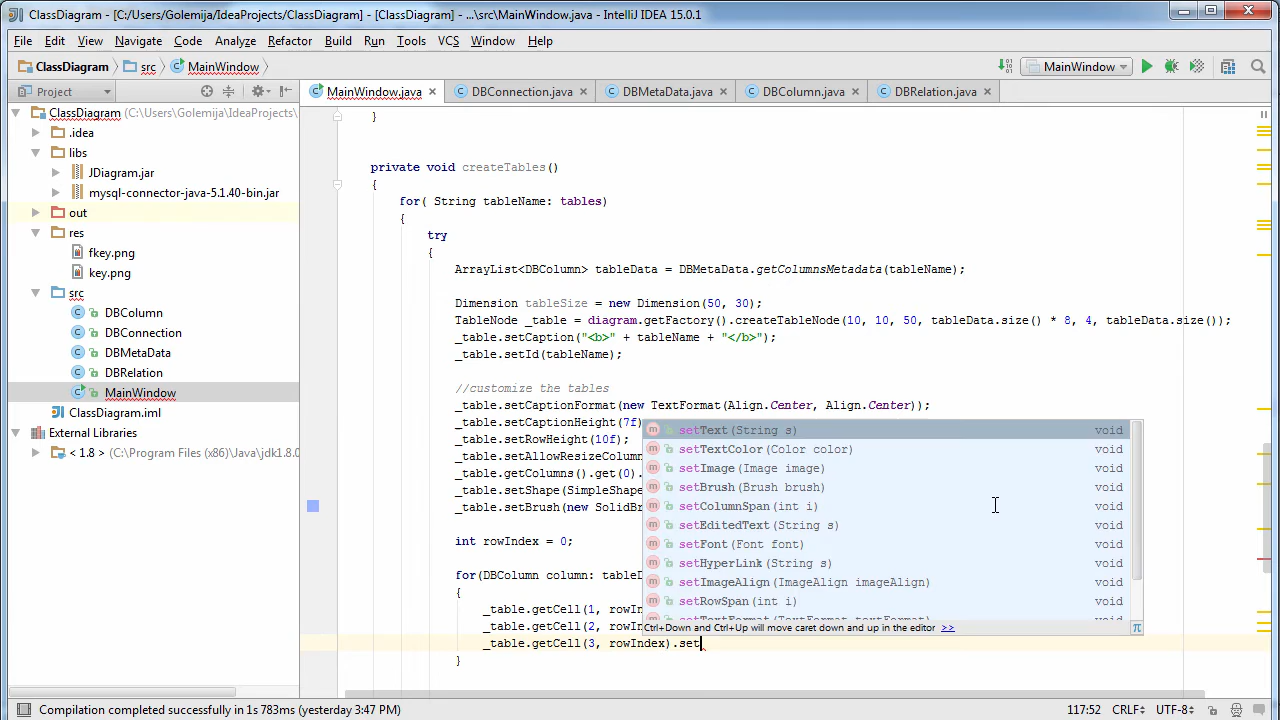 ClassDiagram - [C:/Users/Golemija/IdeaProjects/ClassDiagram] - [ClassDiagram] - ...\src\MainWindow.java - IntelliJ IDEA 15.0.1
File Edit View Navigate Code Analyze Refactor Build Run Tools VCS Window Help
ClassDiagram src MainWindow MainWindow
Project
MainWindow.java DBConnection.java DBMetaData.java DBColumn.java DBRelation.java
ClassDiagram (C:\Users\Golemija\IdeaProjects\
.idea
libs
JDiagram.jar
mysql-connector-java-5.1.40-bin.jar
out
res
fkey.png
key.png
src
DBColumn
DBConnection
DBMetaData
DBRelation
MainWindow
ClassDiagram.iml
External Libraries
< 1.8 > (C:\Program Files (x86)\Java\jdk1.8.0
}
private void createTables()
{
for( String tableName: tables)
{
try
{
ArrayList<DBColumn> tableData = DBMetaData.getColumnsMetadata(tableName);
Dimension tableSize = new Dimension(50, 30);
TableNode _table = diagram.getFactory().createTableNode(10, 10, 50, tableData.size() * 8, 4, tableData.size());
_table.setCaption("<b>" + tableName + "</b>");
_table.setId(tableName);
//customize the tables
_table.setCaptionFormat(new TextFormat(Align.Center, Align.Center));
_table.setCaptionHeight(7f)
_table.setRowHeight(10f);
_table.setAllowResizeColumn
_table.getColumns().get(0).
_table.setShape(SimpleShape
_table.setBrush(new SolidBr
int rowIndex = 0;
for(DBColumn column: tableD
{
_table.getCell(1, rowIn
_table.getCell(2, rowIn
_table.getCell(3, rowIndex).set
}
setText(String s) void
setTextColor(Color color) void
setImage(Image image) void
setBrush(Brush brush) void
setColumnSpan(int i) void
setEditedText(String s) void
setFont(Font font) void
setHyperLink(String s) void
setImageAlign(ImageAlign imageAlign) void
setRowSpan(int i) void
setTextFormat(TextFormat textFormat) void
Ctrl+Down and Ctrl+Up will move caret down and up in the editor >> π
Compilation completed successfully in 1s 783ms (yesterday 3:47 PM) 117:52 CRLF UTF-8